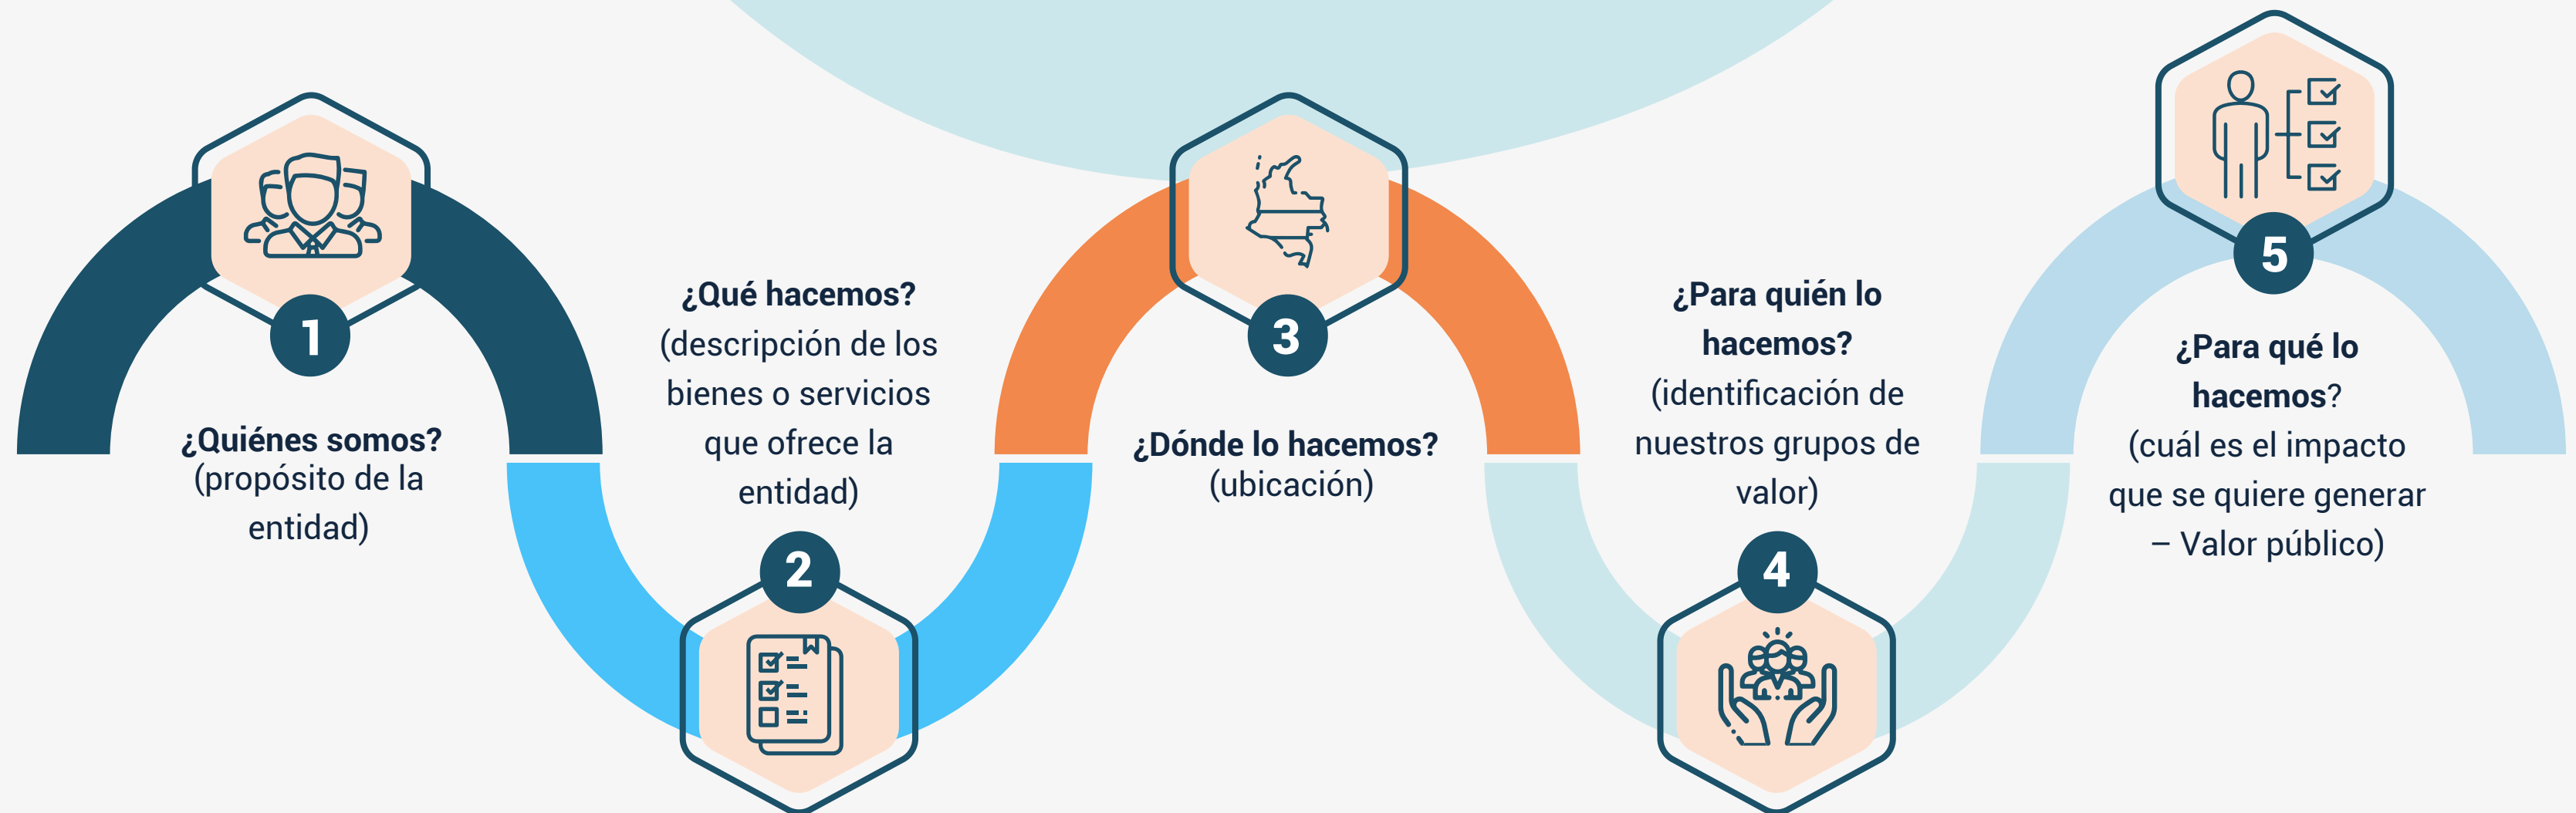 1
¿Quiénes somos?
(propósito de la
entidad)
¿Qué hacemos?
(descripción de los
bienes o servicios
que ofrece la
entidad)
2
3
¿Dónde lo hacemos?
(ubicación)
¿Para quién lo
hacemos?
(identificación de
nuestros grupos de
valor)
4
5
¿Para qué lo
hacemos?
(cuál es el impacto
que se quiere generar
– Valor público)